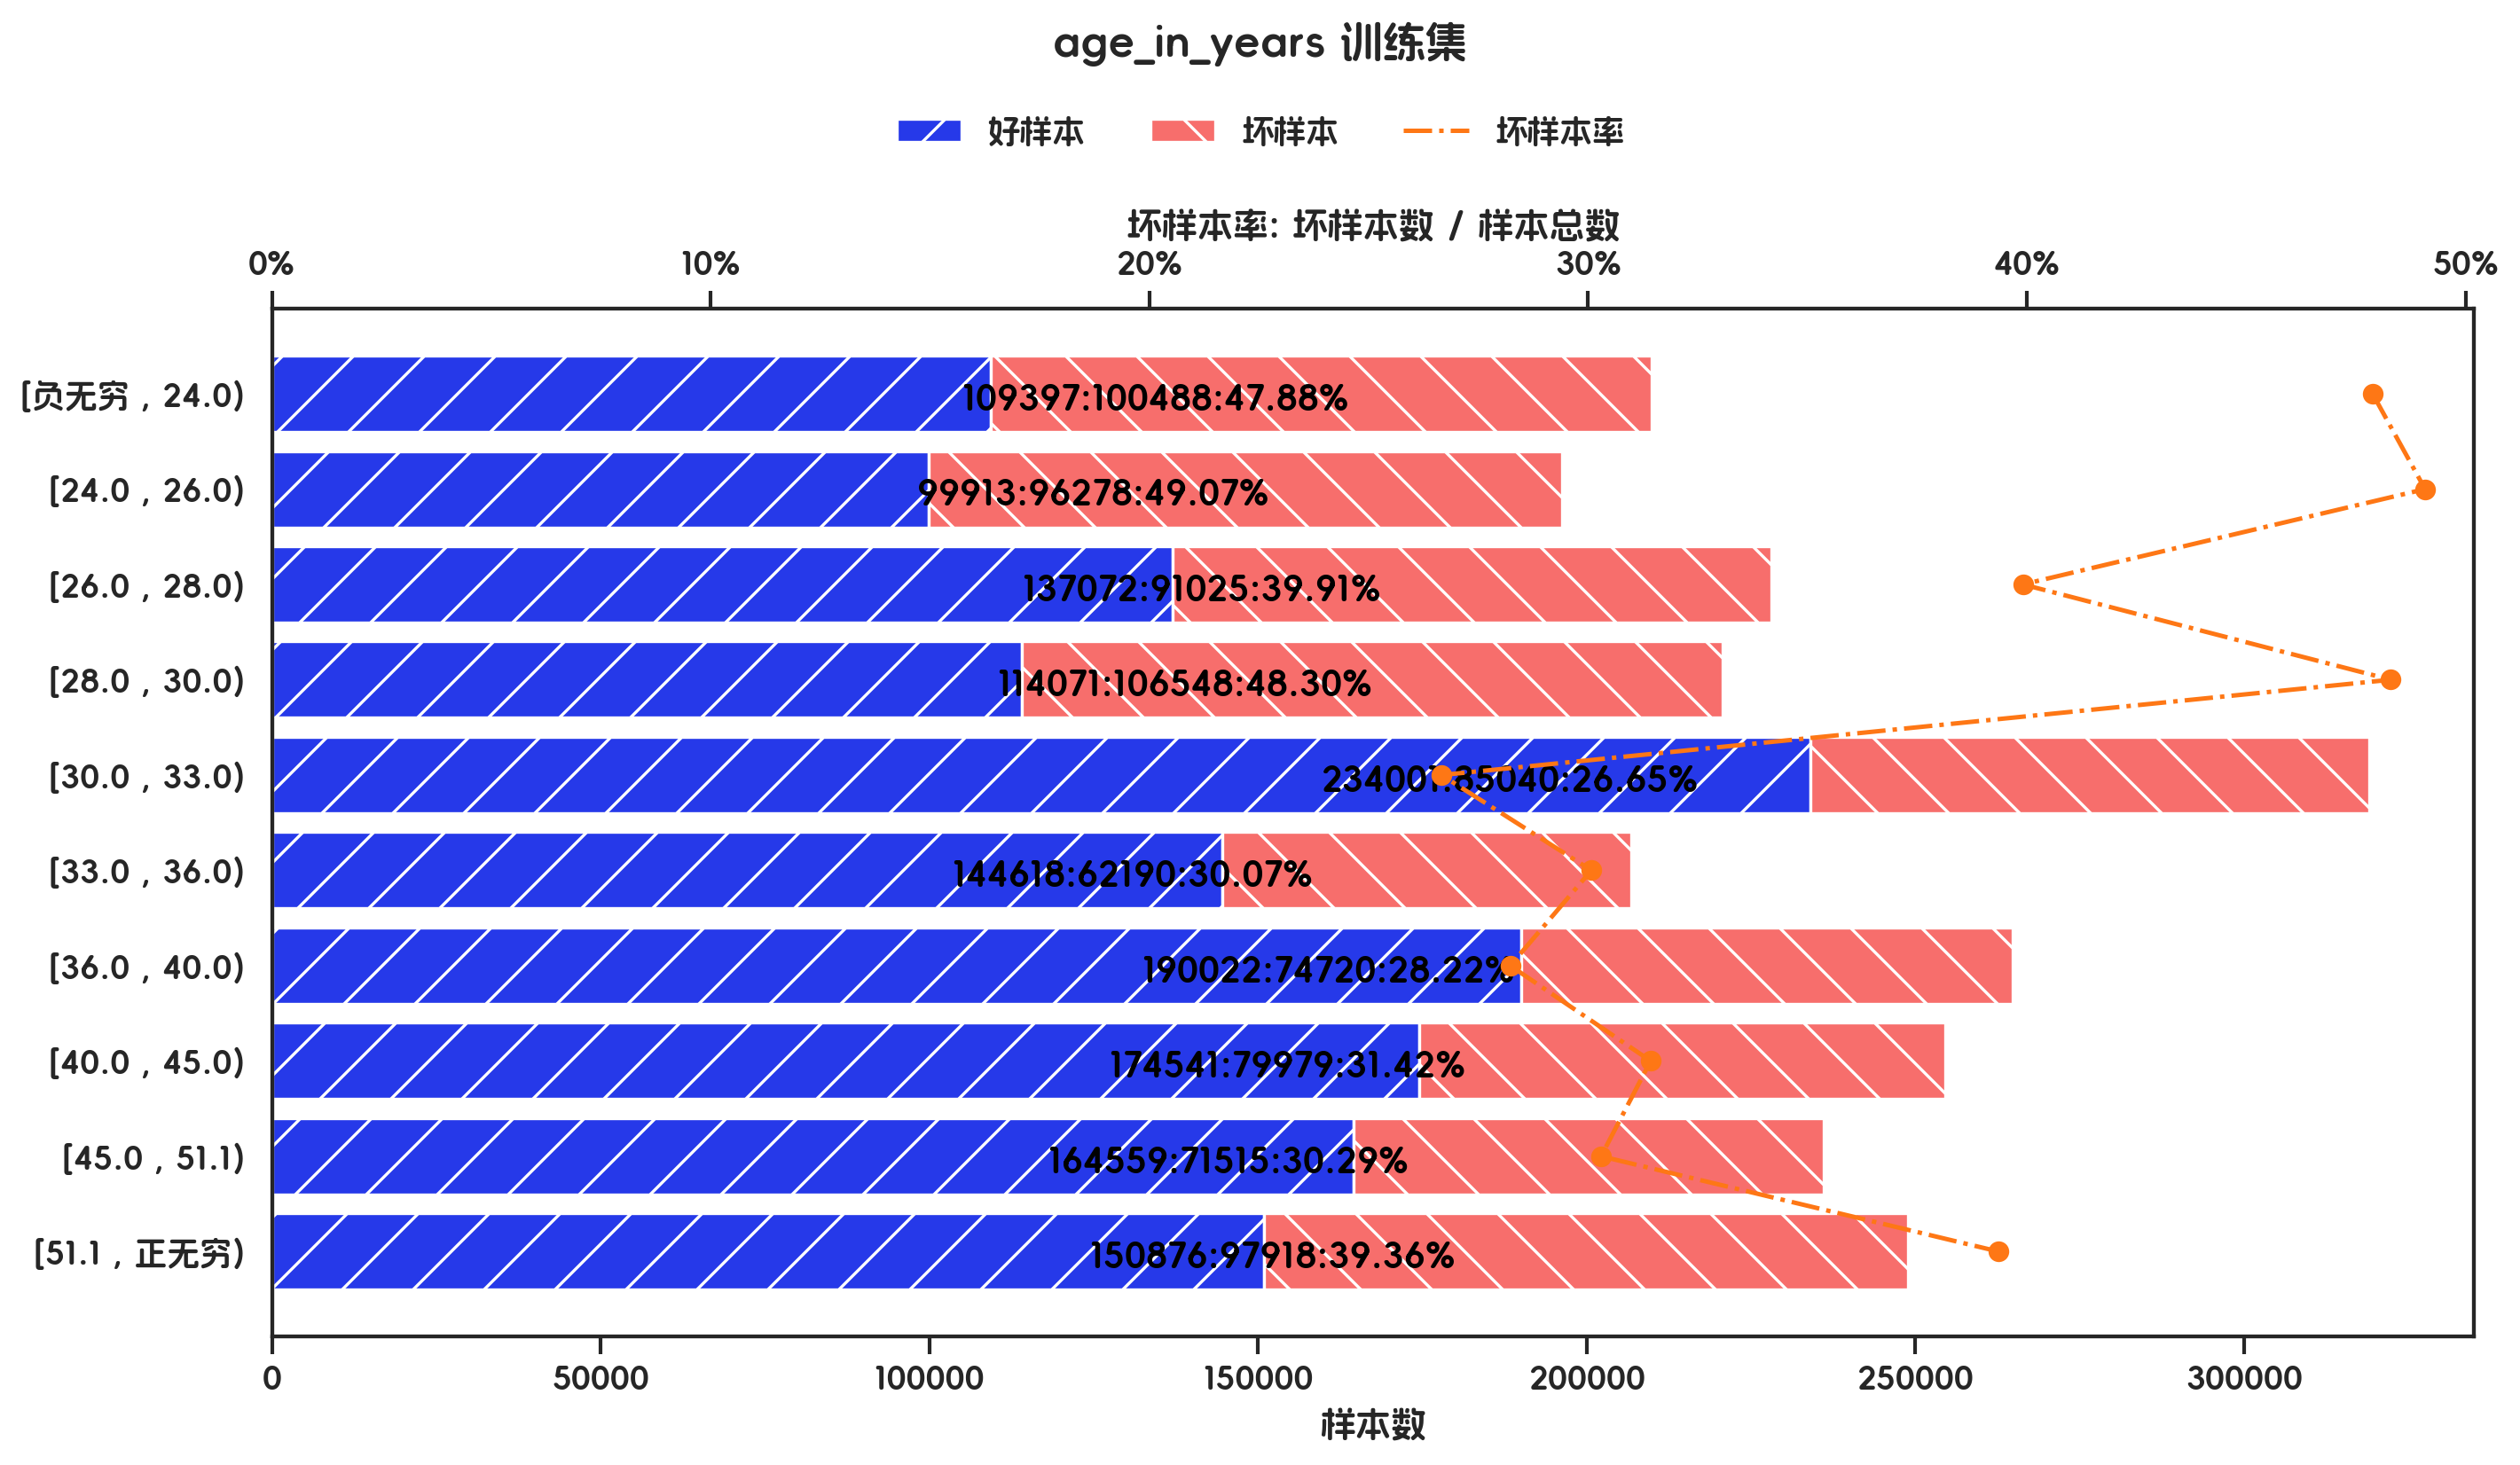 age_in_years 训练集
好样本 坏样本 坏样本率
坏样本率: 坏样本数 / 样本总数
0% 10% 20% 30% 40% 50%
[负无穷 , 24.0) 109397:100488:47.88%
[24.0 , 26.0) 99913:96278:49.07%
[26.0 , 28.0) 137072:91025:39.91%
[28.0 , 30.0) 114071:106548:48.30%
[30.0 , 33.0) 234001:85040:26.65%
[33.0 , 36.0) 144618:62190:30.07%
[36.0 , 40.0) 190022:74720:28.22%
[40.0 , 45.0) 174541:79979:31.42%
[45.0 , 51.1) 164559:71515:30.29%
[51.1 , 正无穷) 150876:97918:39.36%
0 50000 100000 150000 200000 250000 300000
样本数